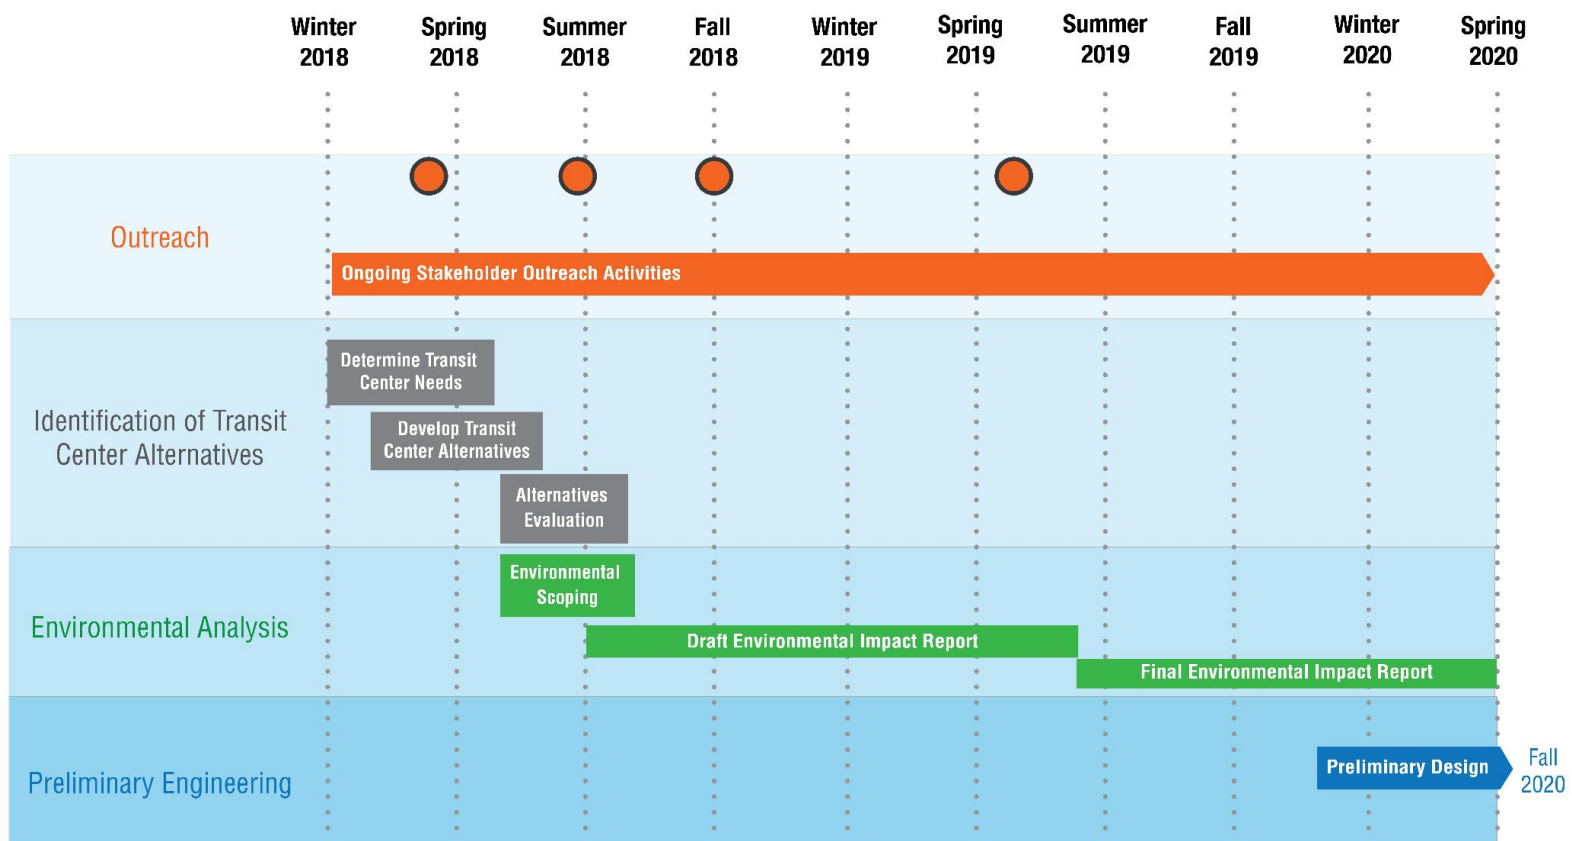 Winter
2018
Spring
2018
Summer
2018
Fall
2018
Winter
2019
Spring
2019
Summer
2019
Fall
2019
Winter
2020
Spring
2020
Outreach
Ongoing Stakeholder Outreach Activities
Identification of Transit
Center Alternatives
Determine Transit
Center Needs
Develop Transit
Center Alternatives
Alternatives
Evaluation
Environmental Analysis
Environmental
Scoping
Draft Environmental Impact Report
Final Environmental Impact Report
Preliminary Engineering
Preliminary Design
Fall
2020